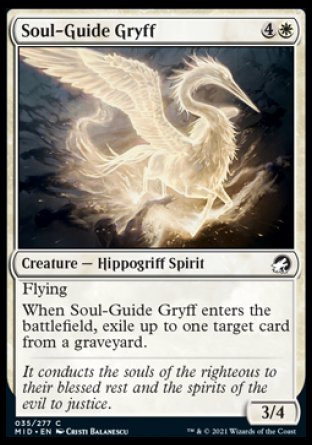 Soul-Guide Gryff 4
Creature — Hippogriff Spirit
Flying
When Soul-Guide Gryff enters the
battlefield, exile up to one target card
from a graveyard.
It conducts the souls of the righteous to
their blessed rest and the spirits of the
evil to justice.
3/4
035/277 C
MID • EN Cristi Balanescu
™ & © 2021 Wizards of the Coast